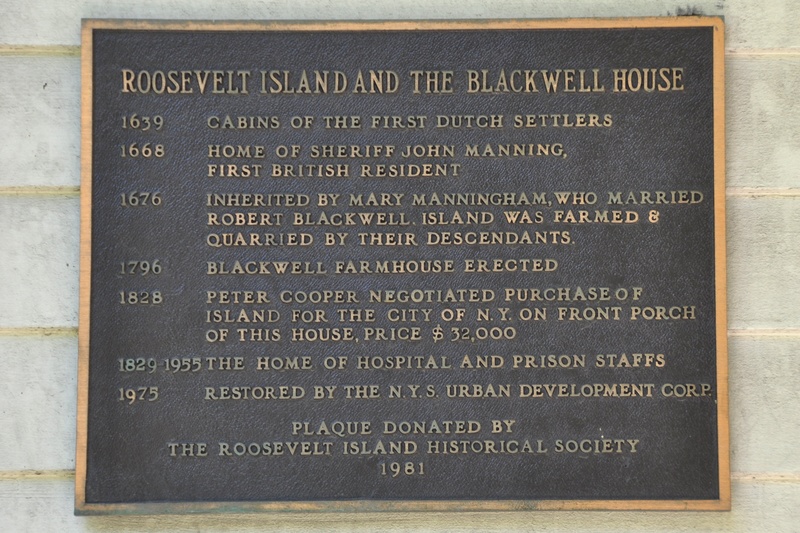 ROOSEVELT ISLAND AND THE BLACKWELL HOUSE
1639 CABINS OF THE FIRST DUTCH SETTLERS
1668 HOME OF SHERIFF JOHN MANNING,
FIRST BRITISH RESIDENT
1676 INHERITED BY MARY MANNINGHAM, WHO MARRIED
ROBERT BLACKWELL. ISLAND WAS FARMED &
QUARRIED BY THEIR DESCENDANTS.
1796 BLACKWELL FARMHOUSE ERECTED
1828 PETER COOPER NEGOTIATED PURCHASE OF
ISLAND FOR THE CITY OF N.Y. ON FRONT PORCH
OF THIS HOUSE, PRICE $ 32,000
1829-1955 THE HOME OF HOSPITAL AND PRISON STAFFS
1975 RESTORED BY THE N.Y.S. URBAN DEVELOPMENT CORP.
PLAQUE DONATED BY
THE ROOSEVELT ISLAND HISTORICAL SOCIETY
1981